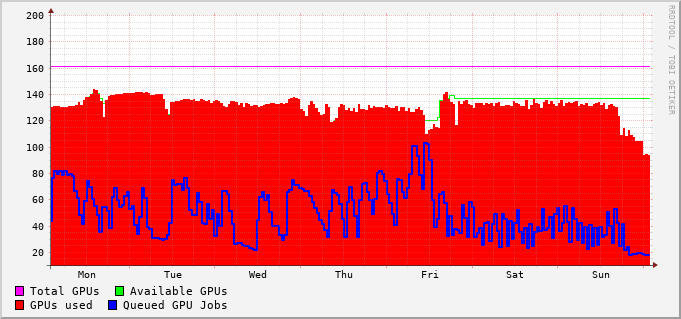 200
180
160
140
120
100
80
60
40
20
Mon Tue Wed Thu Fri Sat Sun
Total GPUs Available GPUs
GPUs used Queued GPU Jobs
RRDTOOL / TOBI OETIKER